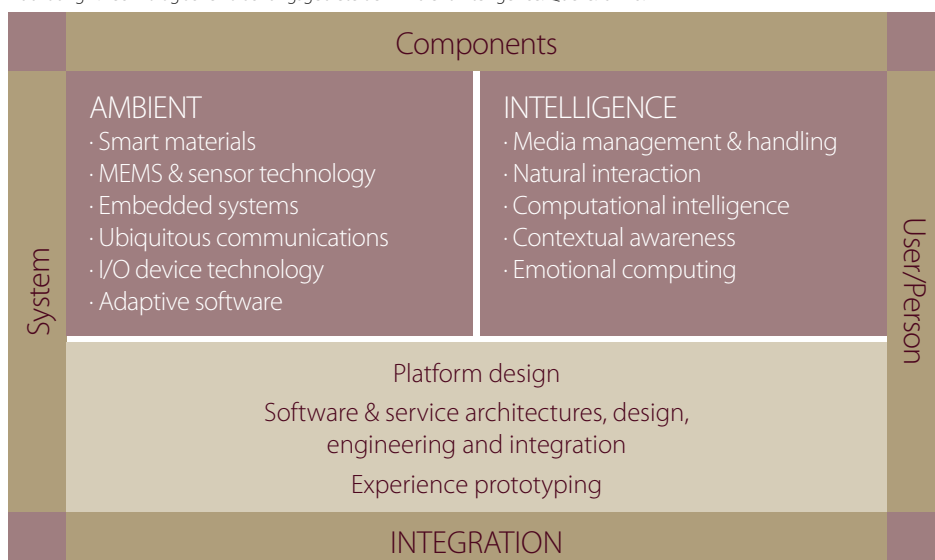 Components
System
AMBIENT
· Smart materials
· MEMS & sensor technology
· Embedded systems
· Ubiquitous communications
· I/O device technology
· Adaptive software
INTELLIGENCE
· Media management & handling
· Natural interaction
· Computational intelligence
· Contextual awareness
· Emotional computing
User/Person
Platform design
Software & service architectures, design,
engineering and integration
Experience prototyping
INTEGRATION